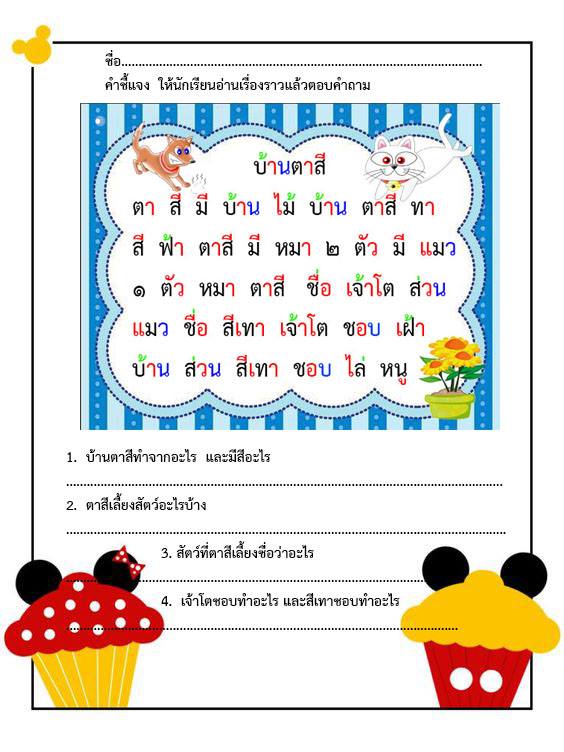 ชื่อ........................................................................................................
คำชี้แจง ให้นักเรียนอ่านเรื่องราวแล้วตอบคำถาม
บ้านตาสี
ตา สี มี บ้าน ไม้ บ้าน ตาสี ทา
สี ฟ้า ตาสี มี หมา ๒ ตัว มี แมว
๑ ตัว หมา ตาสี ชื่อ เจ้าโต ส่วน
แมว ชื่อ สีเทา เจ้าโต ชอบ เฝ้า
บ้าน ส่วน สีเทา ชอบ ไล่ หนู
1. บ้านตาสีทำจากอะไร และมีสีอะไร
..............................................................................................................................
2. ตาสีเลี้ยงสัตว์อะไรบ้าง
..............................................................................................................................
3. สัตว์ที่ตาสีเลี้ยงชื่อว่าอะไร
..............................................................................................................................
4. เจ้าโตชอบทำอะไร และสีเทาชอบทำอะไร
..............................................................................................................................